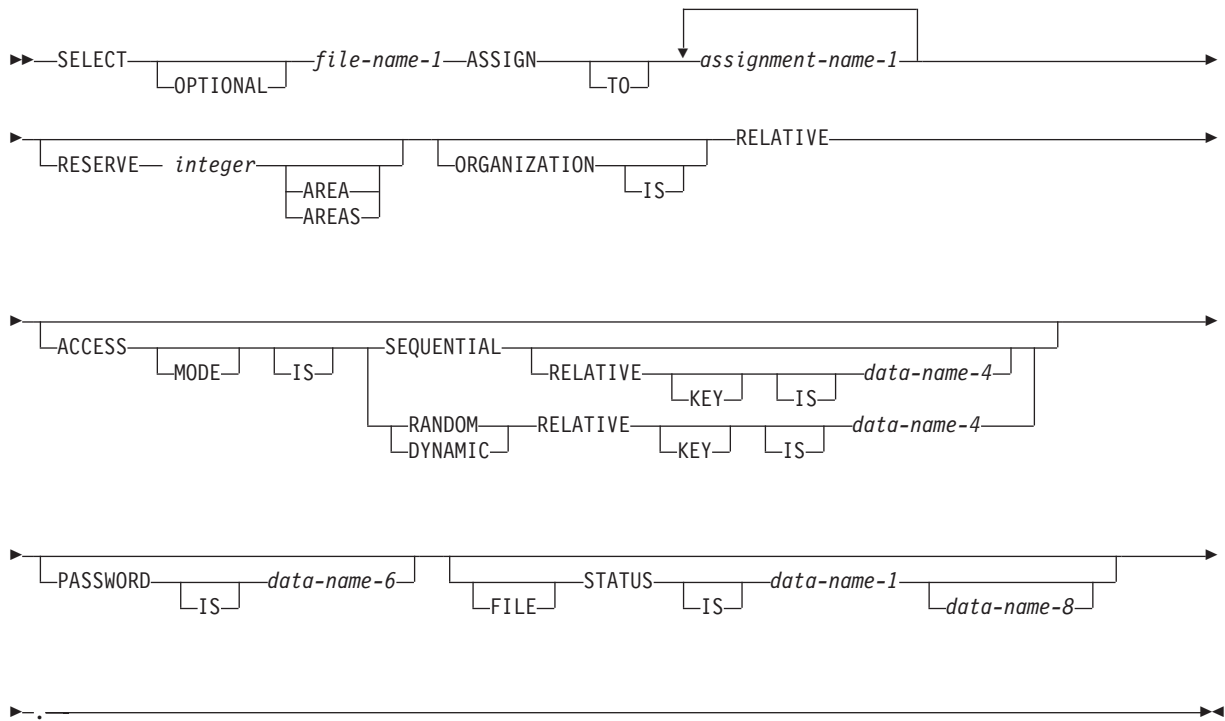 SELECT file-name-1 ASSIGN assignment-name-1
OPTIONAL TO
RELATIVE
RESERVE integer ORGANIZATION
AREA IS
AREAS
ACCESS SEQUENTIAL
MODE IS RELATIVE data-name-4
KEY IS
RANDOM RELATIVE data-name-4
DYNAMIC KEY IS
PASSWORD data-name-6 STATUS data-name-1
IS FILE IS data-name-8
.